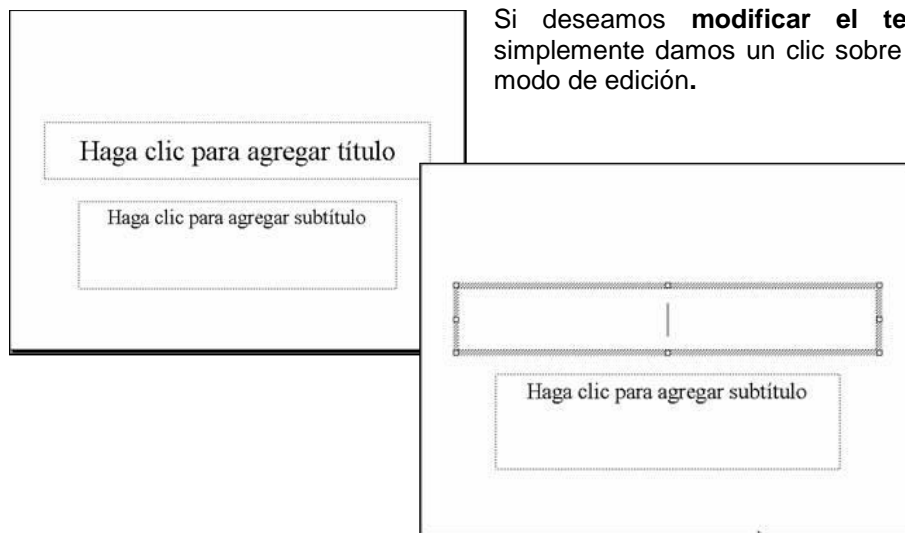 Si deseamos modificar el
simplemente damos un clic sobre
modo de edición.
Haga clic para agregar título
Haga clic para agregar subtítulo
Haga clic para agregar subtítulo